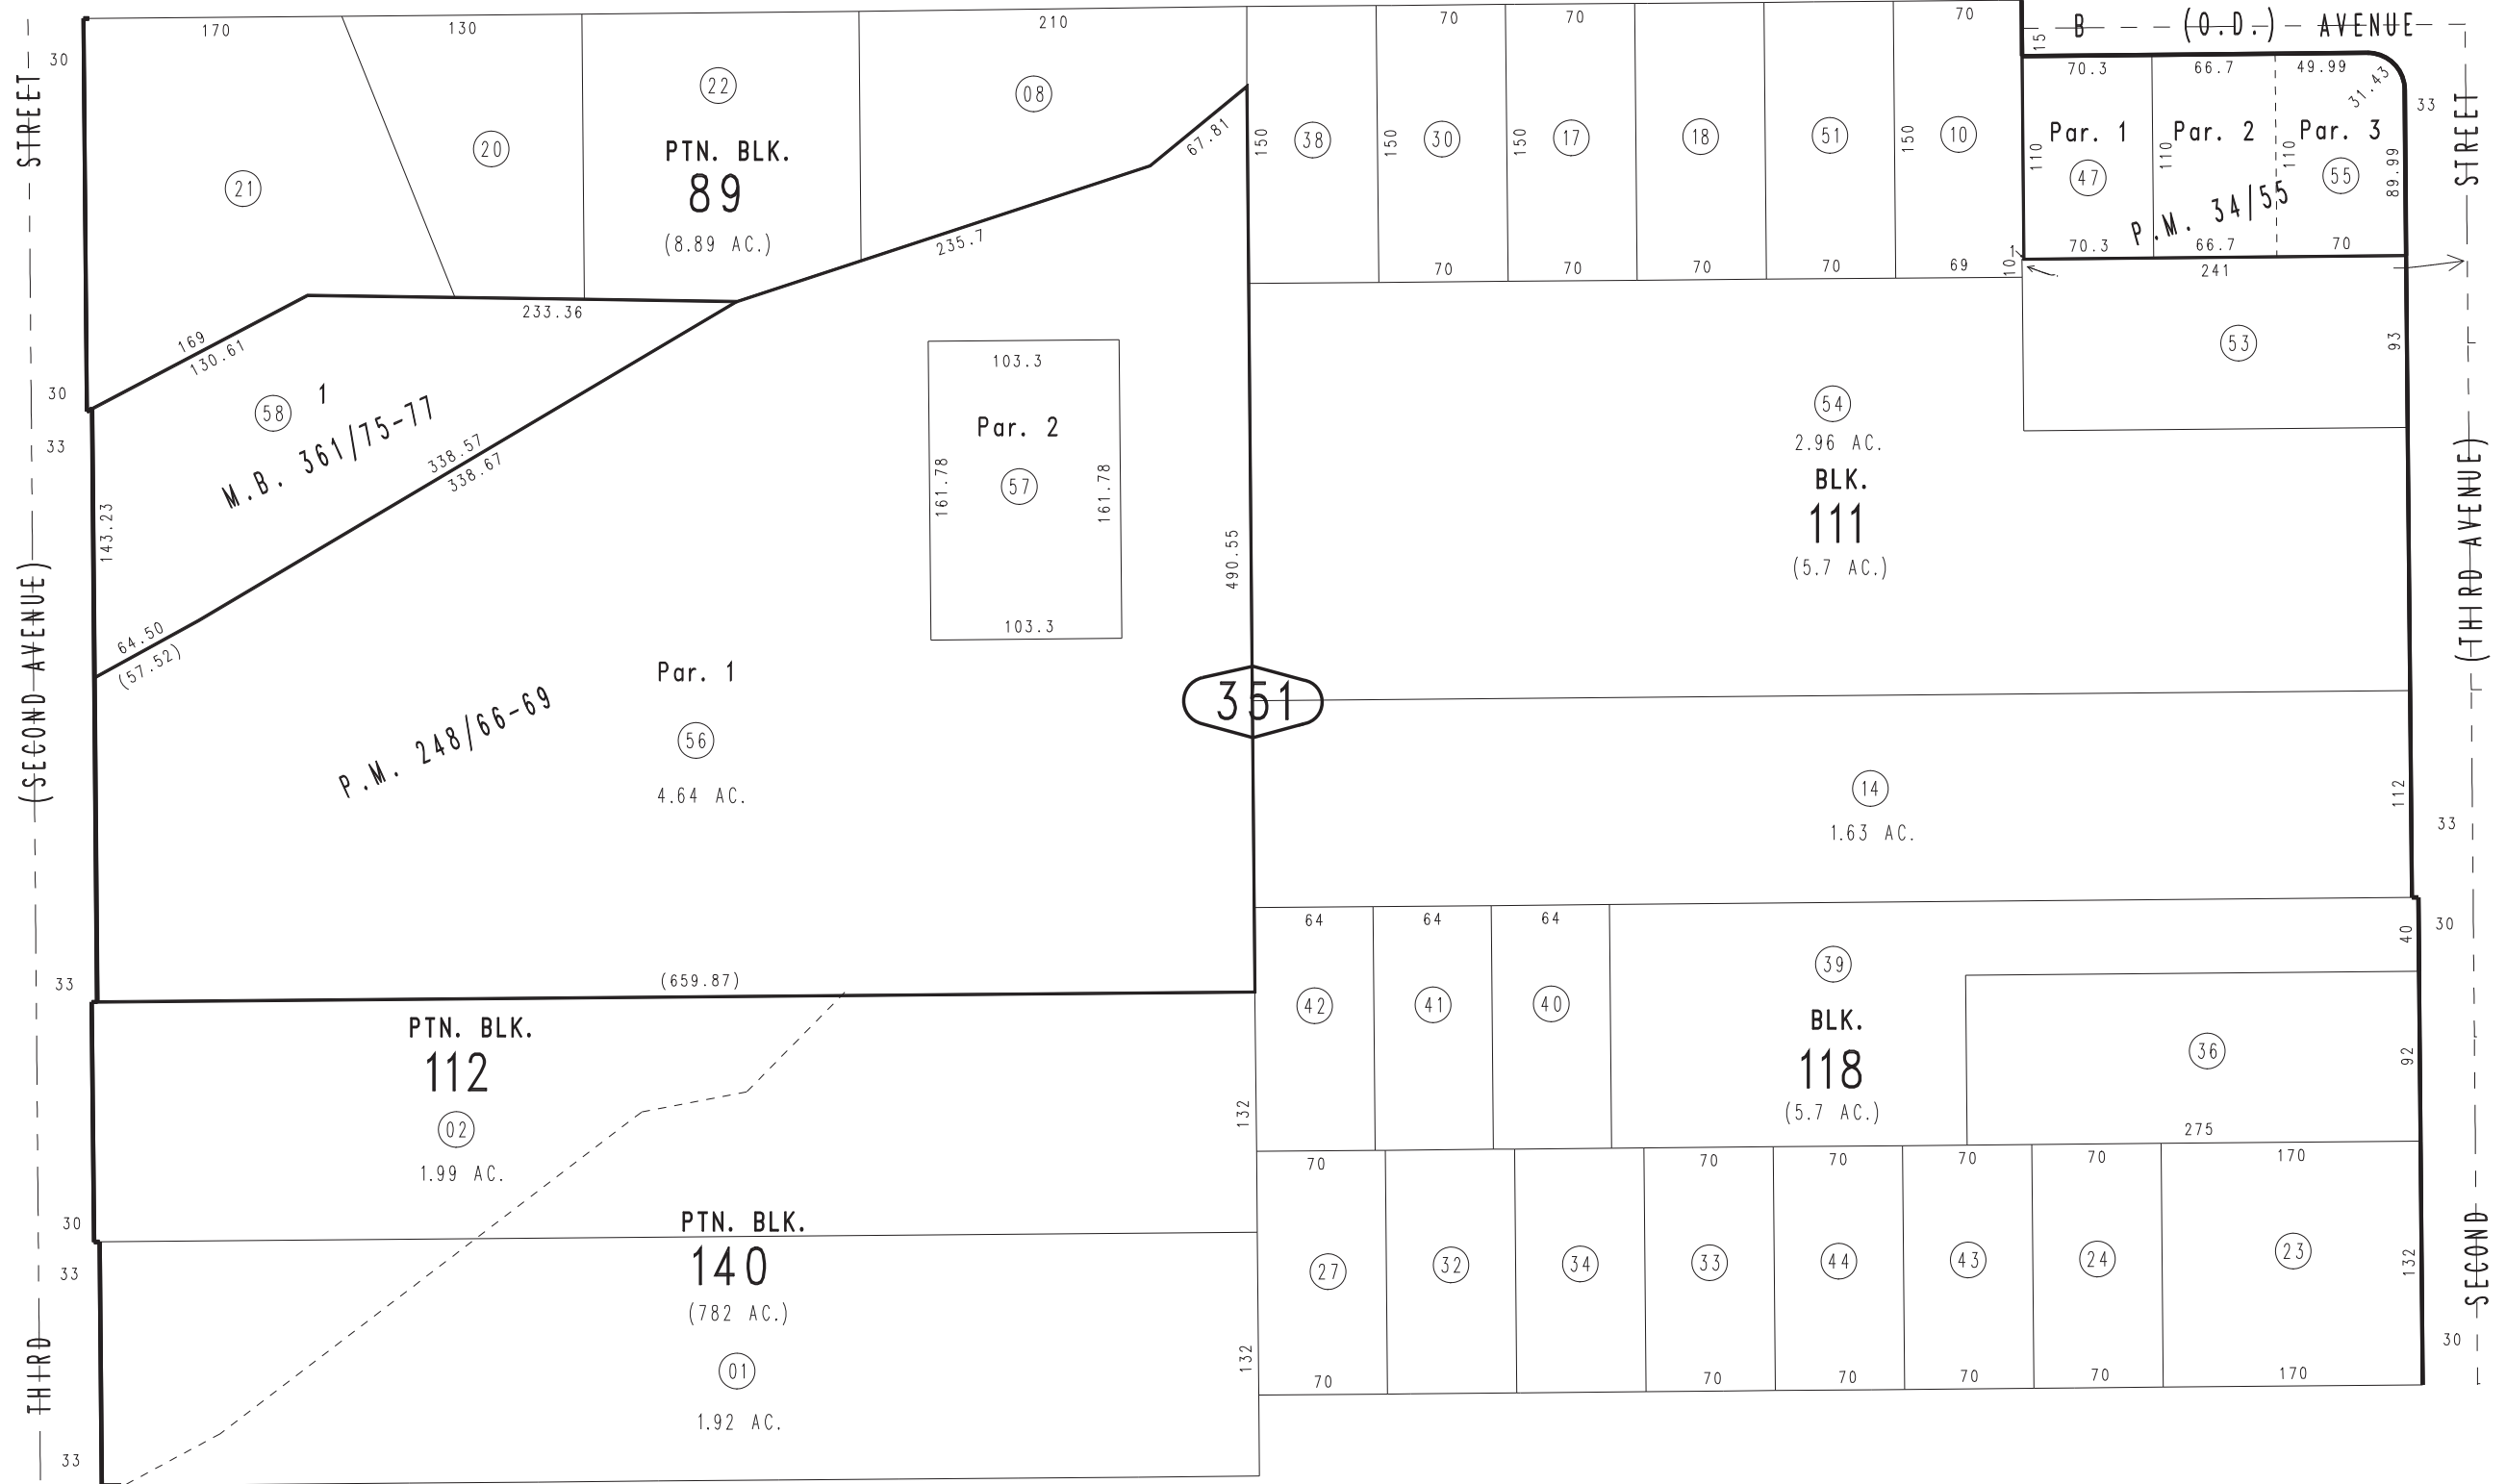 170 130 210 70 70 70
B (O.D.) AVENUE
30 15
70.3 66.7 49.99 31.43
STREET
22 08 67.81 33 STREET
150 38 150 30 150 17 18 51 150 10
Par. 1 Par. 2 Par. 3
20 PTN. BLK.
110 110 110
21 89 47 55 89.99
P.M. 34/55
(8.89 AC.) 235.7
70.3 66.7 70
70 70 70 70 69 10 1
241
233.36
169
130.61
103.3
53 93
30
58 1
M.B. 361/75-77
33
Par. 2
54
2.96 AC.
BLK.
111
(5.7 AC.)
338.57
338.67
161.78 57 161.78
143.23
490.55
(SECOND AVENUE)
(THIRD AVENUE)
64.50
(57.52)
103.3
Par. 1
351
P.M. 248/66-69
56
4.64 AC.
14
1.63 AC.
112
33
64 64 64
40 30
39
(659.87)
33
42 41 40
PTN. BLK.
112
BLK.
118
(5.7 AC.)
36
92
02
1.99 AC.
132
275
70 70 70 70 70 170
30
PTN. BLK.
140
(782 AC.)
33
27 32 34 33 44 43 24 23
132
SECOND
THIRD
01
1.92 AC.
132
30
70 70 70 70 70 170
33